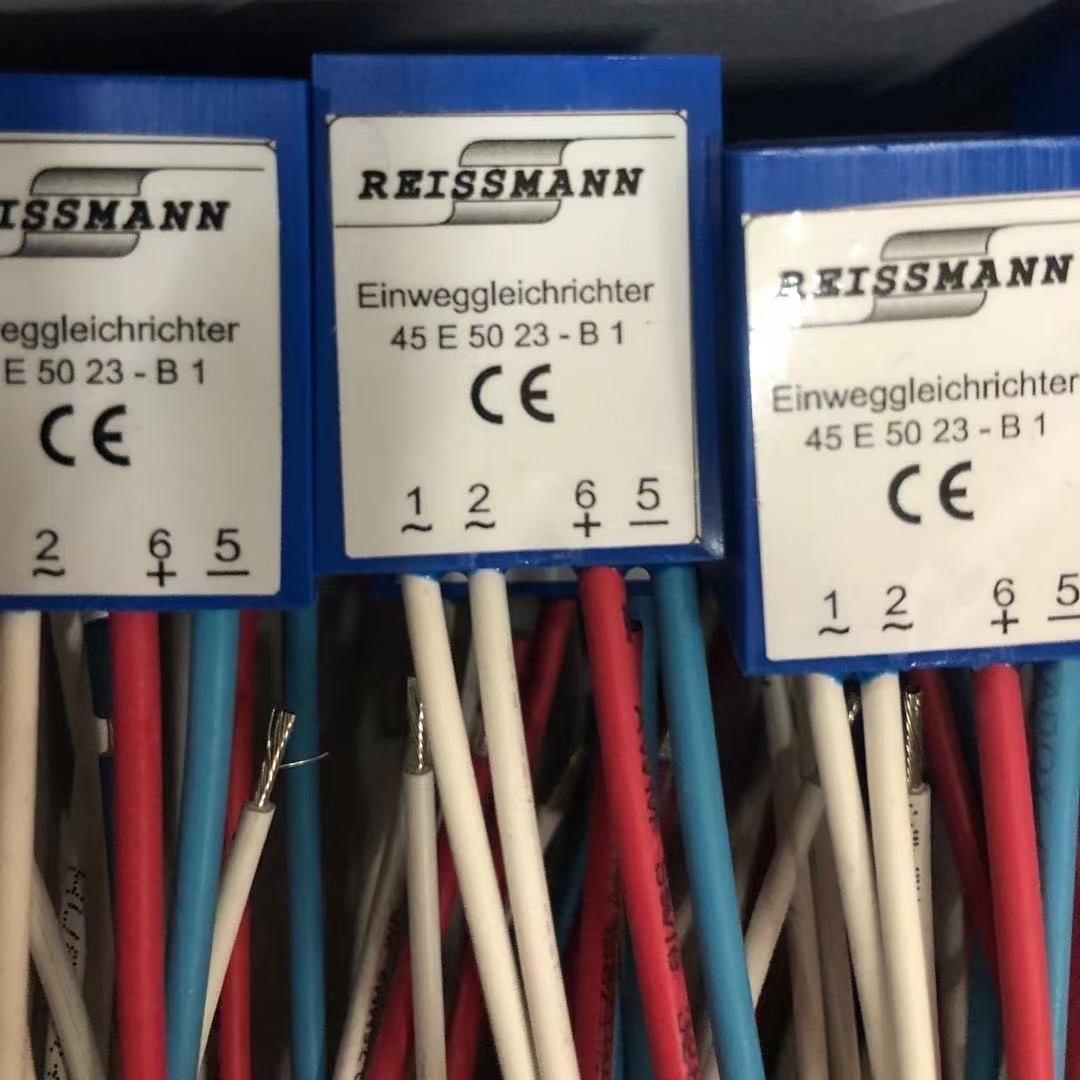 ISSMANN
eggleichrichter
E 50 23 - B 1
CE
2 6 5
~ + —
REISSMANN
Einweggleichrichter
45 E 50 23 - B 1
CE
1 2 6 5
~ ~ + —
REISSMANN
Einweggleichrichter
45 E 50 23 - B 1
CE
1 2 6 5
~ ~ + —